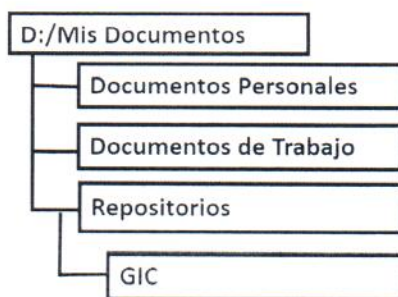 D:/Mis Documentos
Documentos Personales
Documentos de Trabajo
Repositorios
GIC